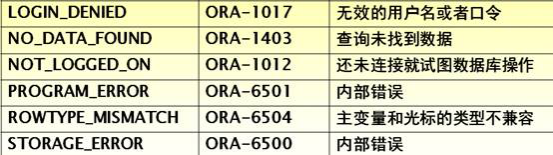 LOGIN_DENIED ORA-1017 无效的用户名或者口令
NO_DATA_FOUND ORA-1403 查询未找到数据
NOT_LOGGED_ON ORA-1012 还未连接就试图数据库操作
PROGRAM_ERROR ORA-6501 内部错误
ROWTYPE_MISMATCH ORA-6504 主变量和光标的类型不兼容
STORAGE_ERROR ORA-6500 内部错误